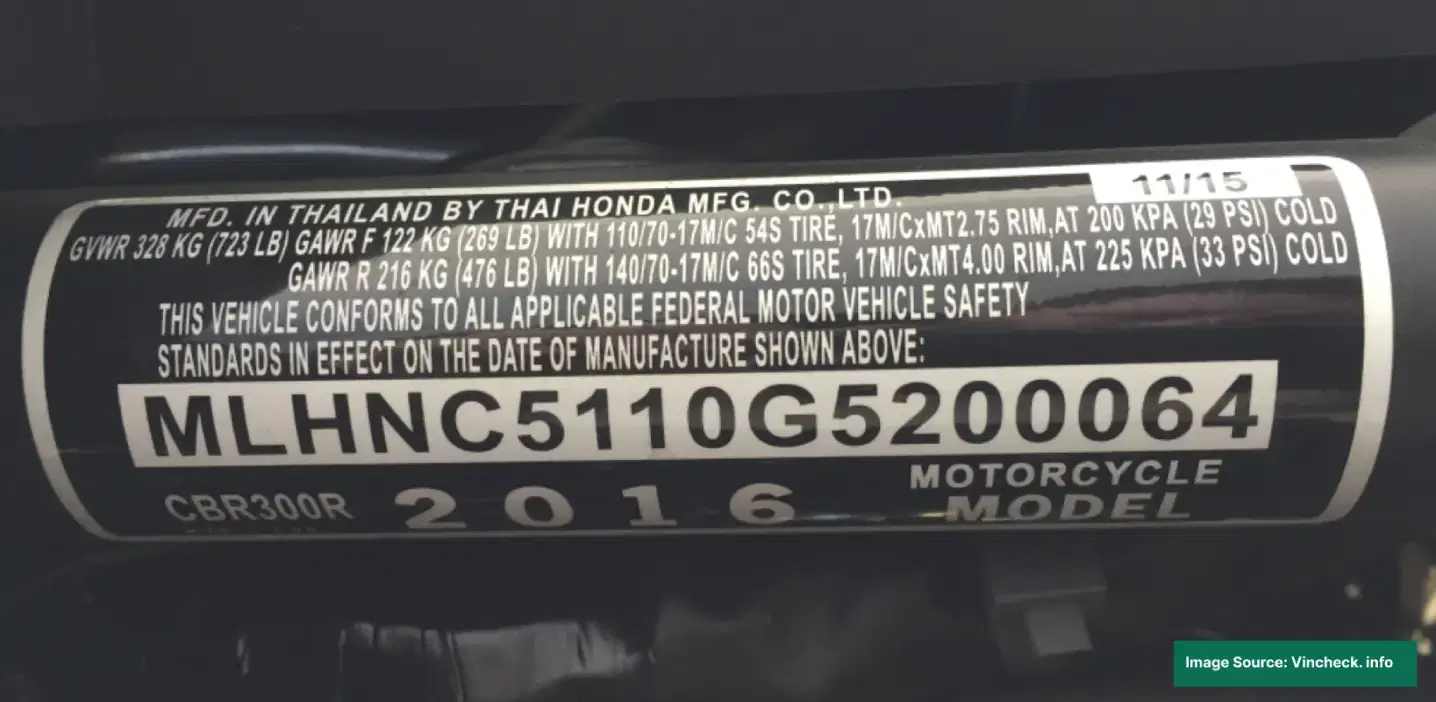 11/15
MFD. IN THAILAND BY THAI HONDA MFG. CO.,LTD.
GVWR 328 KG (723 LB) GAWR F 122 KG (269 LB) WITH 110/70-17M/C 54S TIRE, 17M/CxMT2.75 RIM,AT 200 KPA (29 PSI) COLD
GAWR R 216 KG (476 LB) WITH 140/70-17M/C 66S TIRE, 17M/CxMT4.00 RIM,AT 225 KPA (33 PSI) COLD
THIS VEHICLE CONFORMS TO ALL APPLICABLE FEDERAL MOTOR VEHICLE SAFETY
STANDARDS IN EFFECT ON THE DATE OF MANUFACTURE SHOWN ABOVE:
MLHNC5110G5200064
CBR300R 2016 MOTORCYCLE
MODEL
Image Source: Vincheck. info